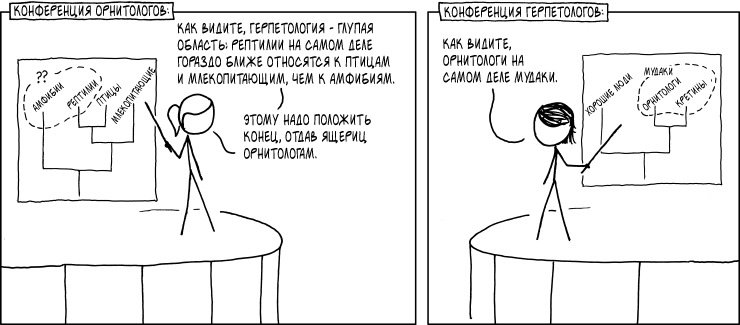 КОНФЕРЕНЦИЯ ОРНИТОЛОГОВ:
КАК ВИДИТЕ, ГЕРПЕТОЛОГИЯ - ГЛУПАЯ
ОБЛАСТЬ: РЕПТИЛИИ НА САМОМ ДЕЛЕ
ГОРАЗДО БЛИЖЕ ОТНОСЯТСЯ К ПТИЦАМ
И МЛЕКОПИТАЮЩИМ, ЧЕМ К АМФИБИЯМ.
ЭТОМУ НАДО ПОЛОЖИТЬ
КОНЕЦ, ОТДАВ ЯЩЕРИЦ
ОРНИТОЛОГАМ.
??
АМФИБИИ
РЕПТИЛИИ
ПТИЦЫ
МЛЕКОПИТАЮЩИЕ
КОНФЕРЕНЦИЯ ГЕРПЕТОЛОГОВ:
КАК ВИДИТЕ,
ОРНИТОЛОГИ НА
САМОМ ДЕЛЕ МУДАКИ.
ХОРОШИЕ ЛЮДИ
МУДАКИ
ОРНИТОЛОГИ
КРЕТИНЫ